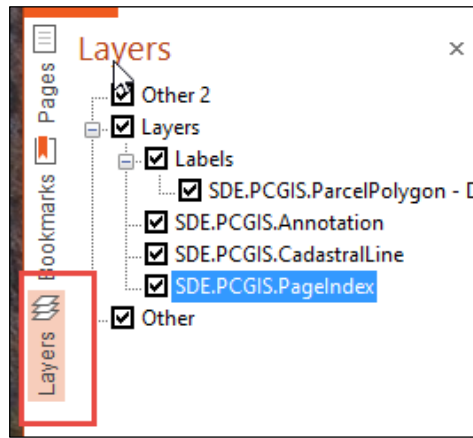 Pages
Bookmarks
Layers
Layers
Other 2
Layers
Labels
SDE.PCGIS.ParcelPolygon - D
SDE.PCGIS.Annotation
SDE.PCGIS.CadastralLine
SDE.PCGIS.PageIndex
Other